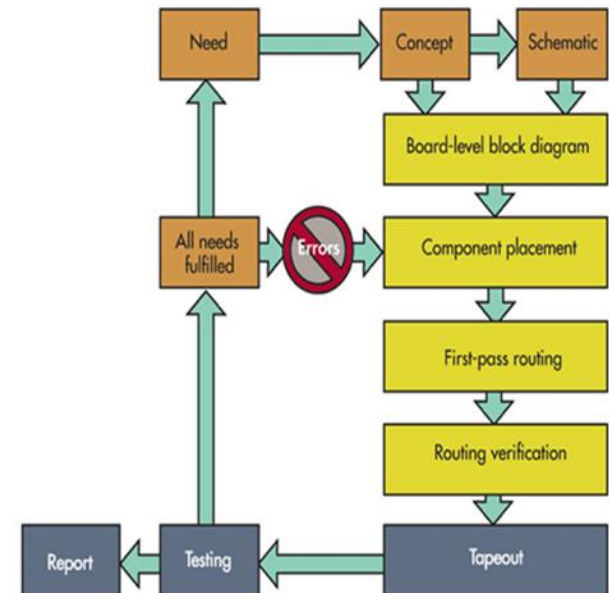 Need
Concept
Schematic
Board-level block diagram
All needs
fulfilled
Errors
Component placement
First-pass routing
Routing verification
Report
Testing
Tapeout